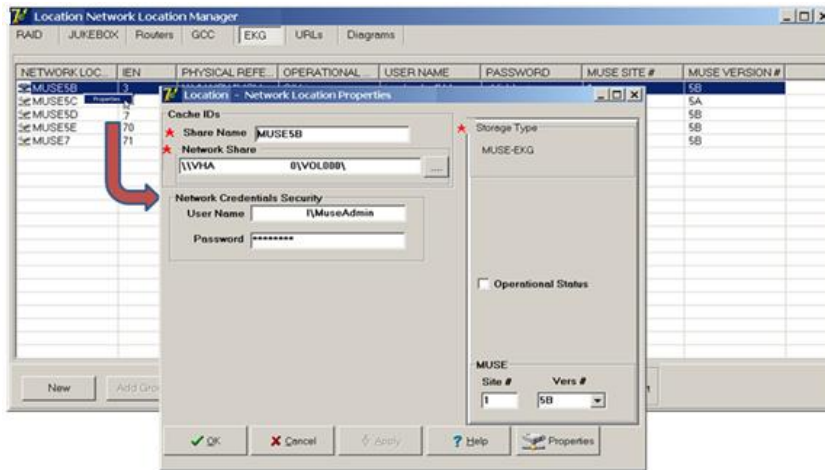 Location Network Location Manager
RAID JUKEBOX Routers GCC EKG URLs Diagrams
NETWORK LOC... IEN PHYSICAL REFE... OPERATIONAL... USER NAME PASSWORD MUSE SITE # MUSE VERSION #
MUSE5B 3 5B
MUSE5C Properties 5A
MUSE5D 7 5B
MUSE5E 70 5B
MUSE7 71 5B
Location - Network Location Properties
Cache IDs
* Share Name MUSE5B
* Network Share
\\VHA 0\VOL000\
...
Network Credentials Security
User Name \MuseAdmin
Password ********
* Storage Type
MUSE-EKG
Operational Status
MUSE
Site # Vers #
1 5B
New Add Gro
OK Cancel Apply Help Properties